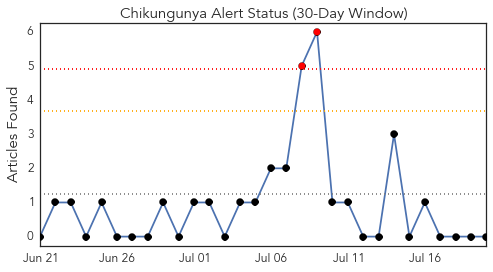 Chikungunya Alert Status (30-Day Window)
Articles Found
6
5
4
3
2
1
0
Jun 21 Jun 26 Jul 01 Jul 06 Jul 11 Jul 16